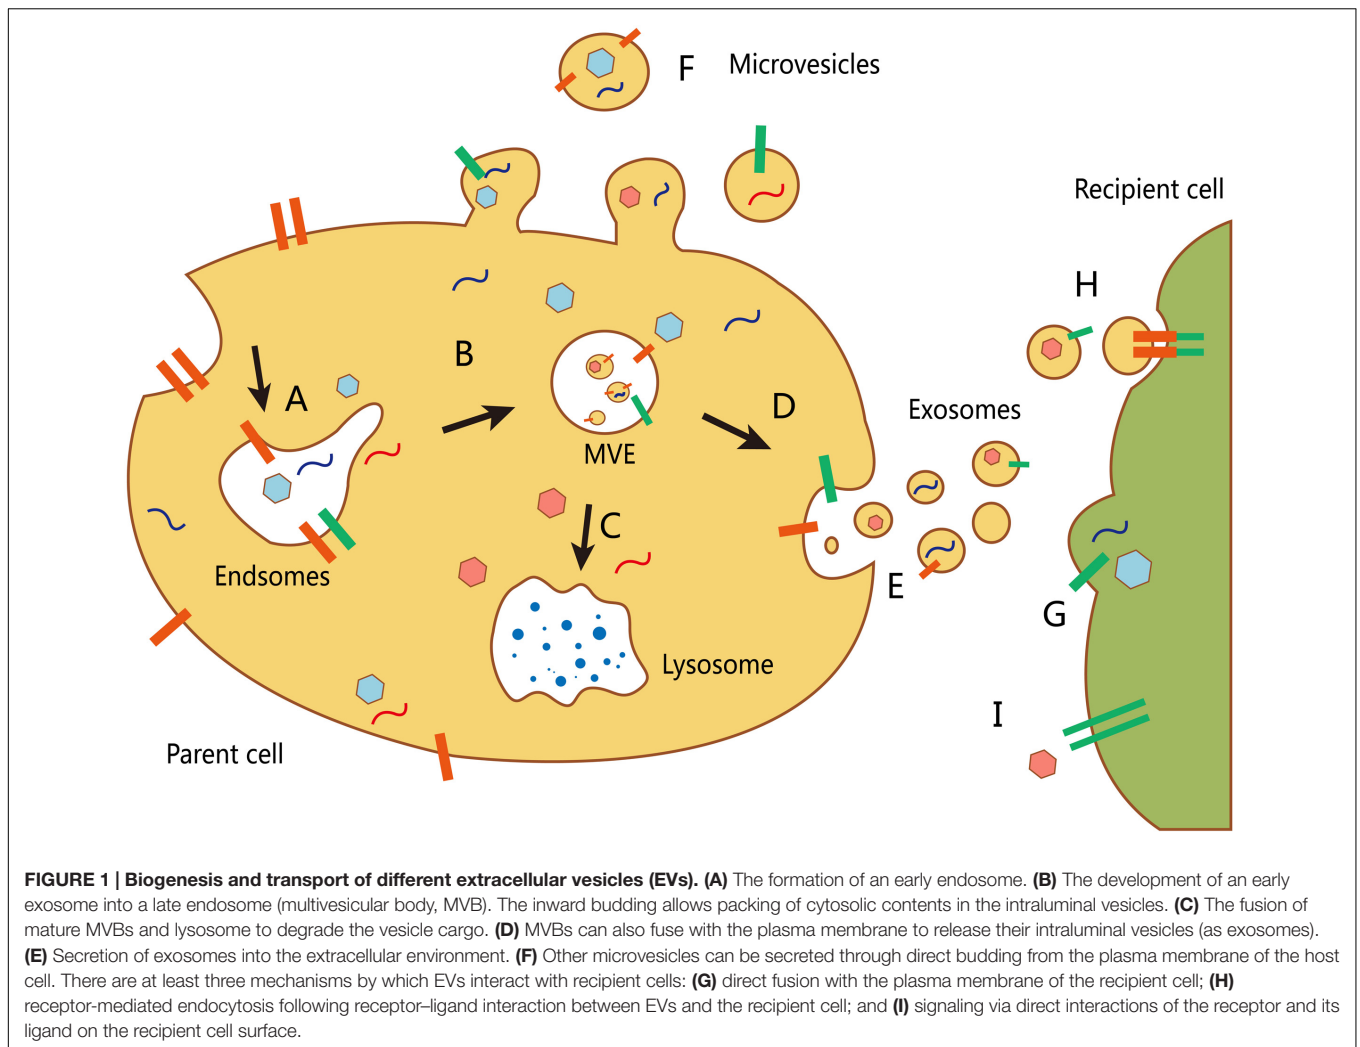 F Microvesicles
Recipient cell
H
B
A
D
Exosomes
MVE
C
Endsomes
E
G
Lysosome
I
Parent cell
FIGURE 1 | Biogenesis and transport of different extracellular vesicles (EVs). (A) The formation of an early endosome. (B) The development of an early
exosome into a late endosome (multivesicular body, MVB). The inward budding allows packing of cytosolic contents in the intraluminal vesicles. (C) The fusion of
mature MVBs and lysosome to degrade the vesicle cargo. (D) MVBs can also fuse with the plasma membrane to release their intraluminal vesicles (as exosomes).
(E) Secretion of exosomes into the extracellular environment. (F) Other microvesicles can be secreted through direct budding from the plasma membrane of the host
cell. There are at least three mechanisms by which EVs interact with recipient cells: (G) direct fusion with the plasma membrane of the recipient cell; (H)
receptor-mediated endocytosis following receptor–ligand interaction between EVs and the recipient cell; and (I) signaling via direct interactions of the receptor and its
ligand on the recipient cell surface.